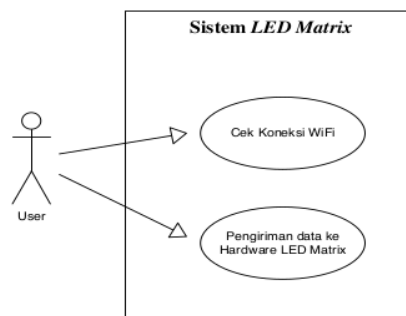 Sistem LED Matrix
Cek Koneksi WiFi
User
Pengiriman data ke
Hardware LED Matrix